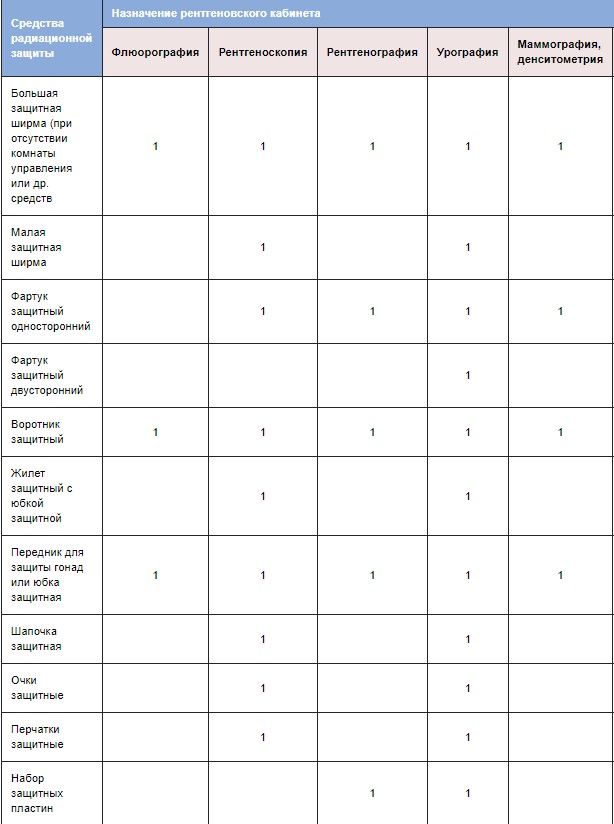 Средства
радиационной
защиты
Назначение рентгеновского кабинета
Флюорография
Рентгеноскопия
Рентгенография
Урография
Маммография,
денситометрия
Большая
защитная
ширма (при
отсутствии
комнаты
управления
или др.
средств
1
1
1
1
1
Малая
защитная
ширма
1
1
Фартук
защитный
односторонний
1
1
1
1
Фартук
защитный
двусторонний
1
Воротник
защитный
1
1
1
1
1
Жилет
защитный с
юбкой
защитной
1
1
Передник для
защиты гонад
или юбка
защитная
1
1
1
1
1
Шапочка
защитная
1
1
Очки
защитные
1
1
Перчатки
защитные
1
1
Набор
защитных
пластин
1
1